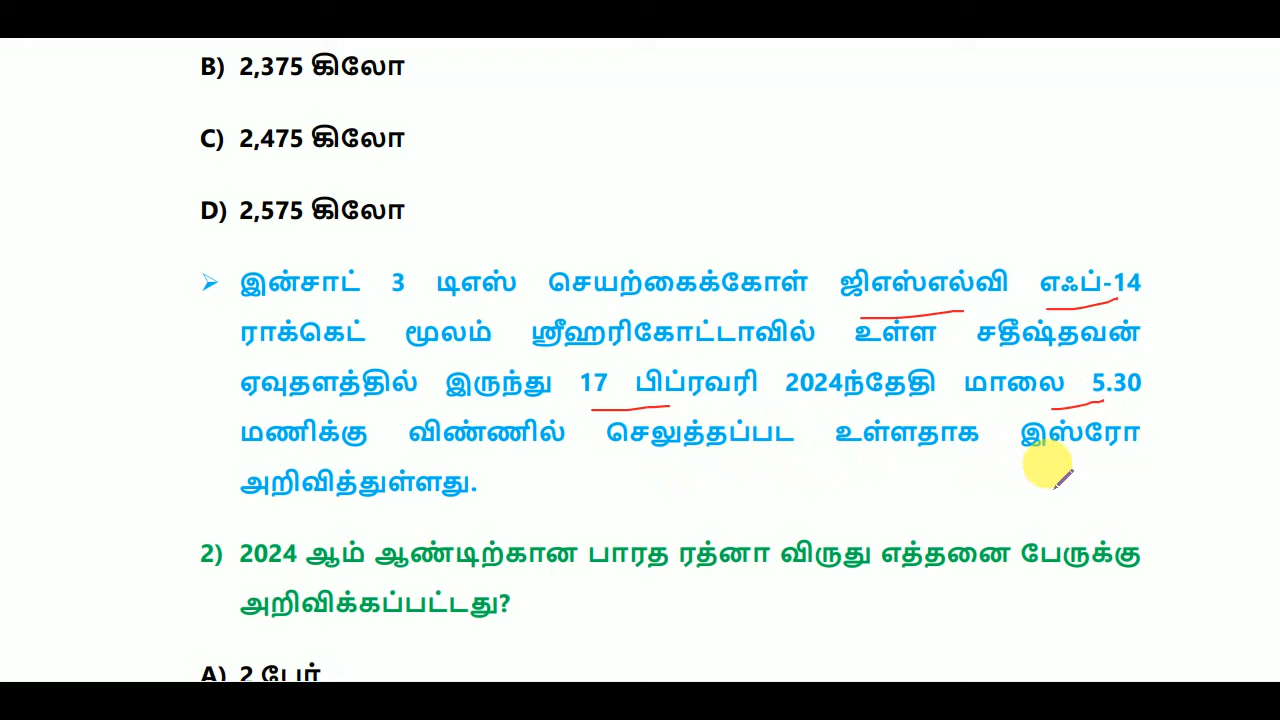 B) 2,375 கிலோ
C) 2,475 கிலோ
D) 2,575 கிலோ
➢ இன்சாட் 3 டிஎஸ் செயற்கைக்கோள் ஜிஎஸ்எல்வி எஃப்-14
ராக்கெட் மூலம் ஸ்ரீஹரிகோட்டாவில் உள்ள சதீஷ்தவன்
ஏவுதளத்தில் இருந்து 17 பிப்ரவரி 2024ந்தேதி மாலை 5.30
மணிக்கு விண்ணில் செலுத்தப்பட உள்ளதாக இஸ்ரோ
அறிவித்துள்ளது.
2) 2024 ஆம் ஆண்டிற்கான பாரத ரத்னா விருது எத்தனை பேருக்கு
அறிவிக்கப்பட்டது?
A) 2 பேர்